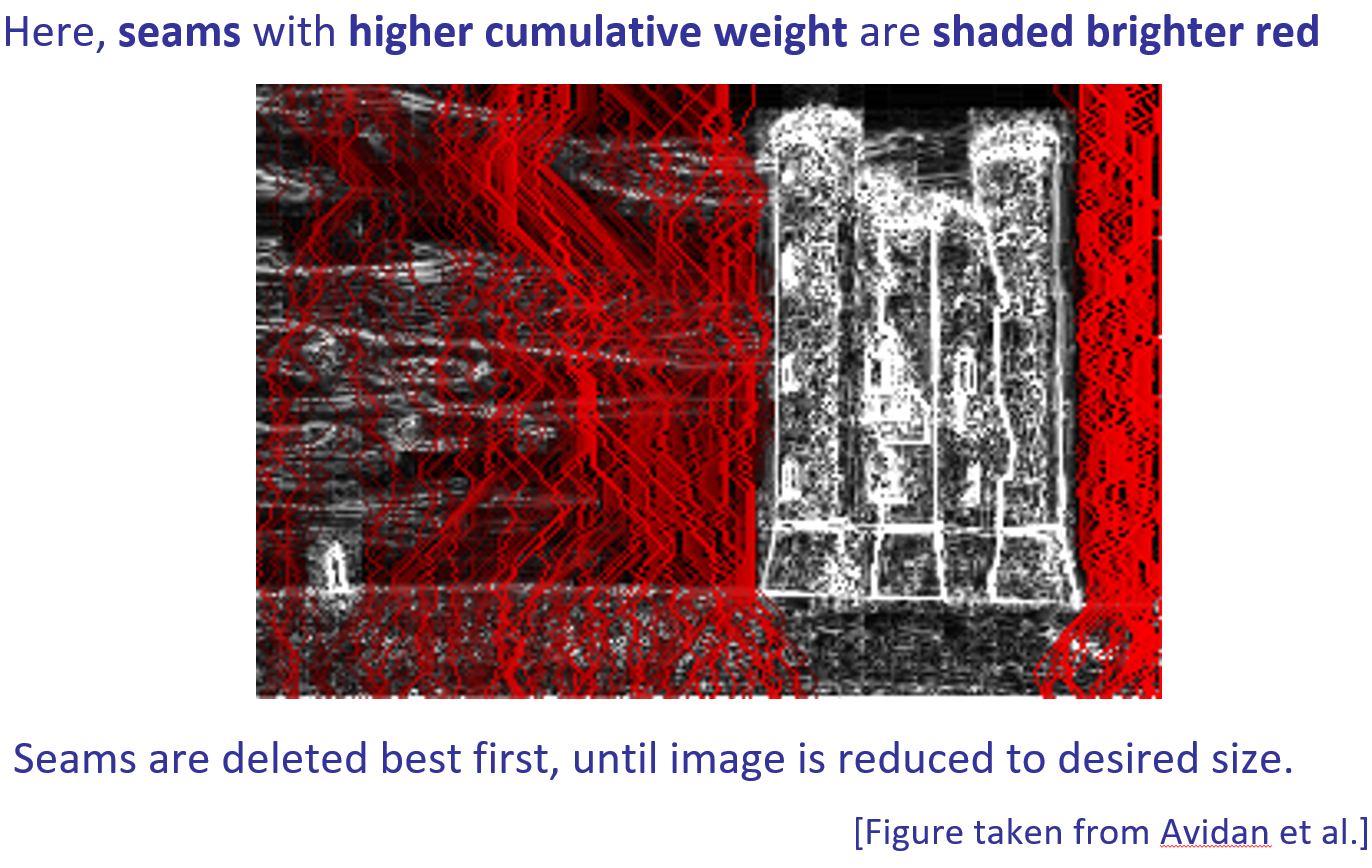 Here, seams with higher cumulative weight are shaded brighter red
Seams are deleted best first, until image is reduced to desired size.
[Figure taken from Avidan et al.]